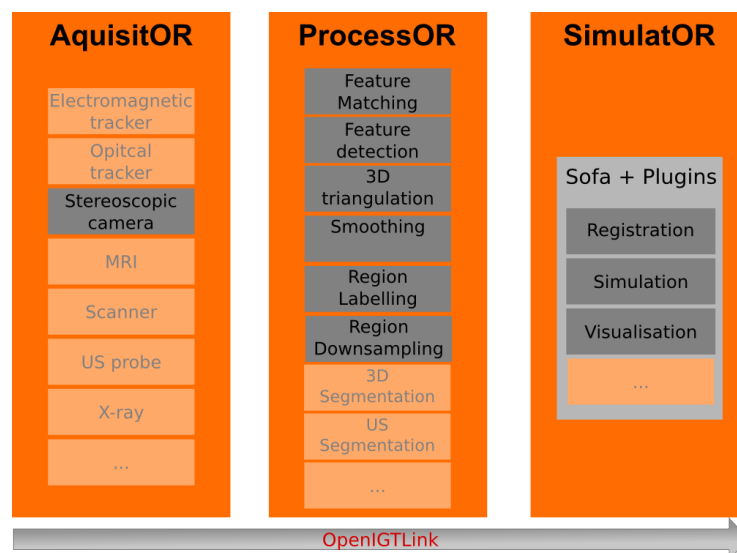 AquisitOR
Electromagnetic
tracker
Opitcal
tracker
Stereoscopic
camera
MRI
Scanner
US probe
X-ray
...
ProcessOR
Feature
Matching
Feature
detection
3D
triangulation
Smoothing
Region
Labelling
Region
Downsampling
3D
Segmentation
US
Segmentation
...
SimulatOR
Sofa + Plugins
Registration
Simulation
Visualisation
...
OpenIGTLink